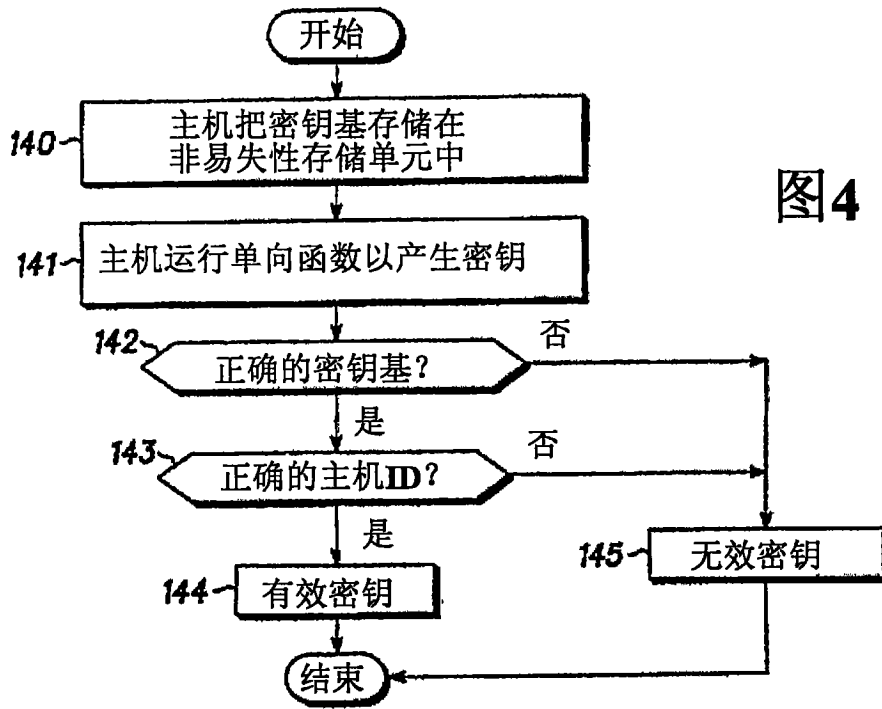 开始
140
主机把密钥基存储在
非易失性存储单元中
图4
141
主机运行单向函数以产生密钥
142
正确的密钥基?
否
是
143
正确的主机ID?
否
是
144
有效密钥
145
无效密钥
结束